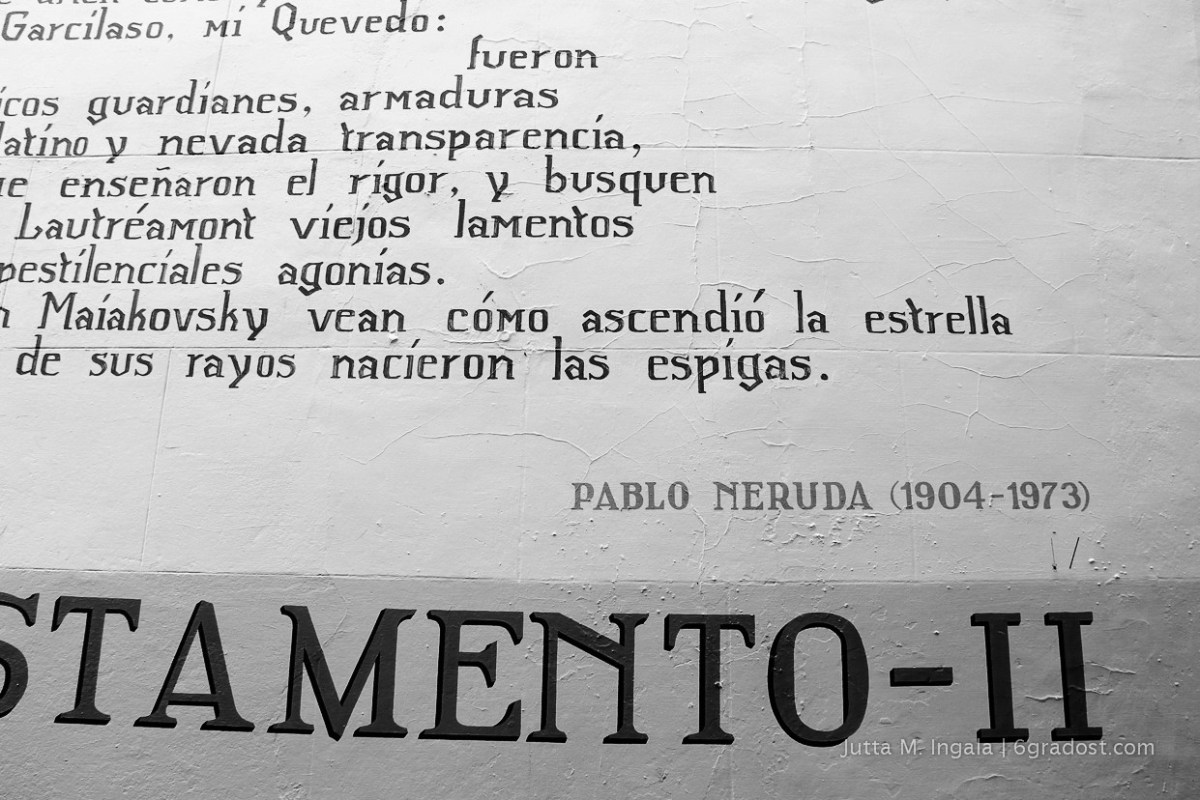 Garcilaso, mi Quevedo:
fueron
icos guardianes, armaduras
latino y nevada transparencia,
ue enseñaron el rigor, y busquen
Lautréamont viejos lamentos
pestilenciales agonías.
n Maiakovsky vean cómo ascendió la estrella
de sus rayos nacieron las espigas.
PABLO NERUDA (1904-1973)
STAMENTO-II
Jutta M. Ingala | 6gradost.com